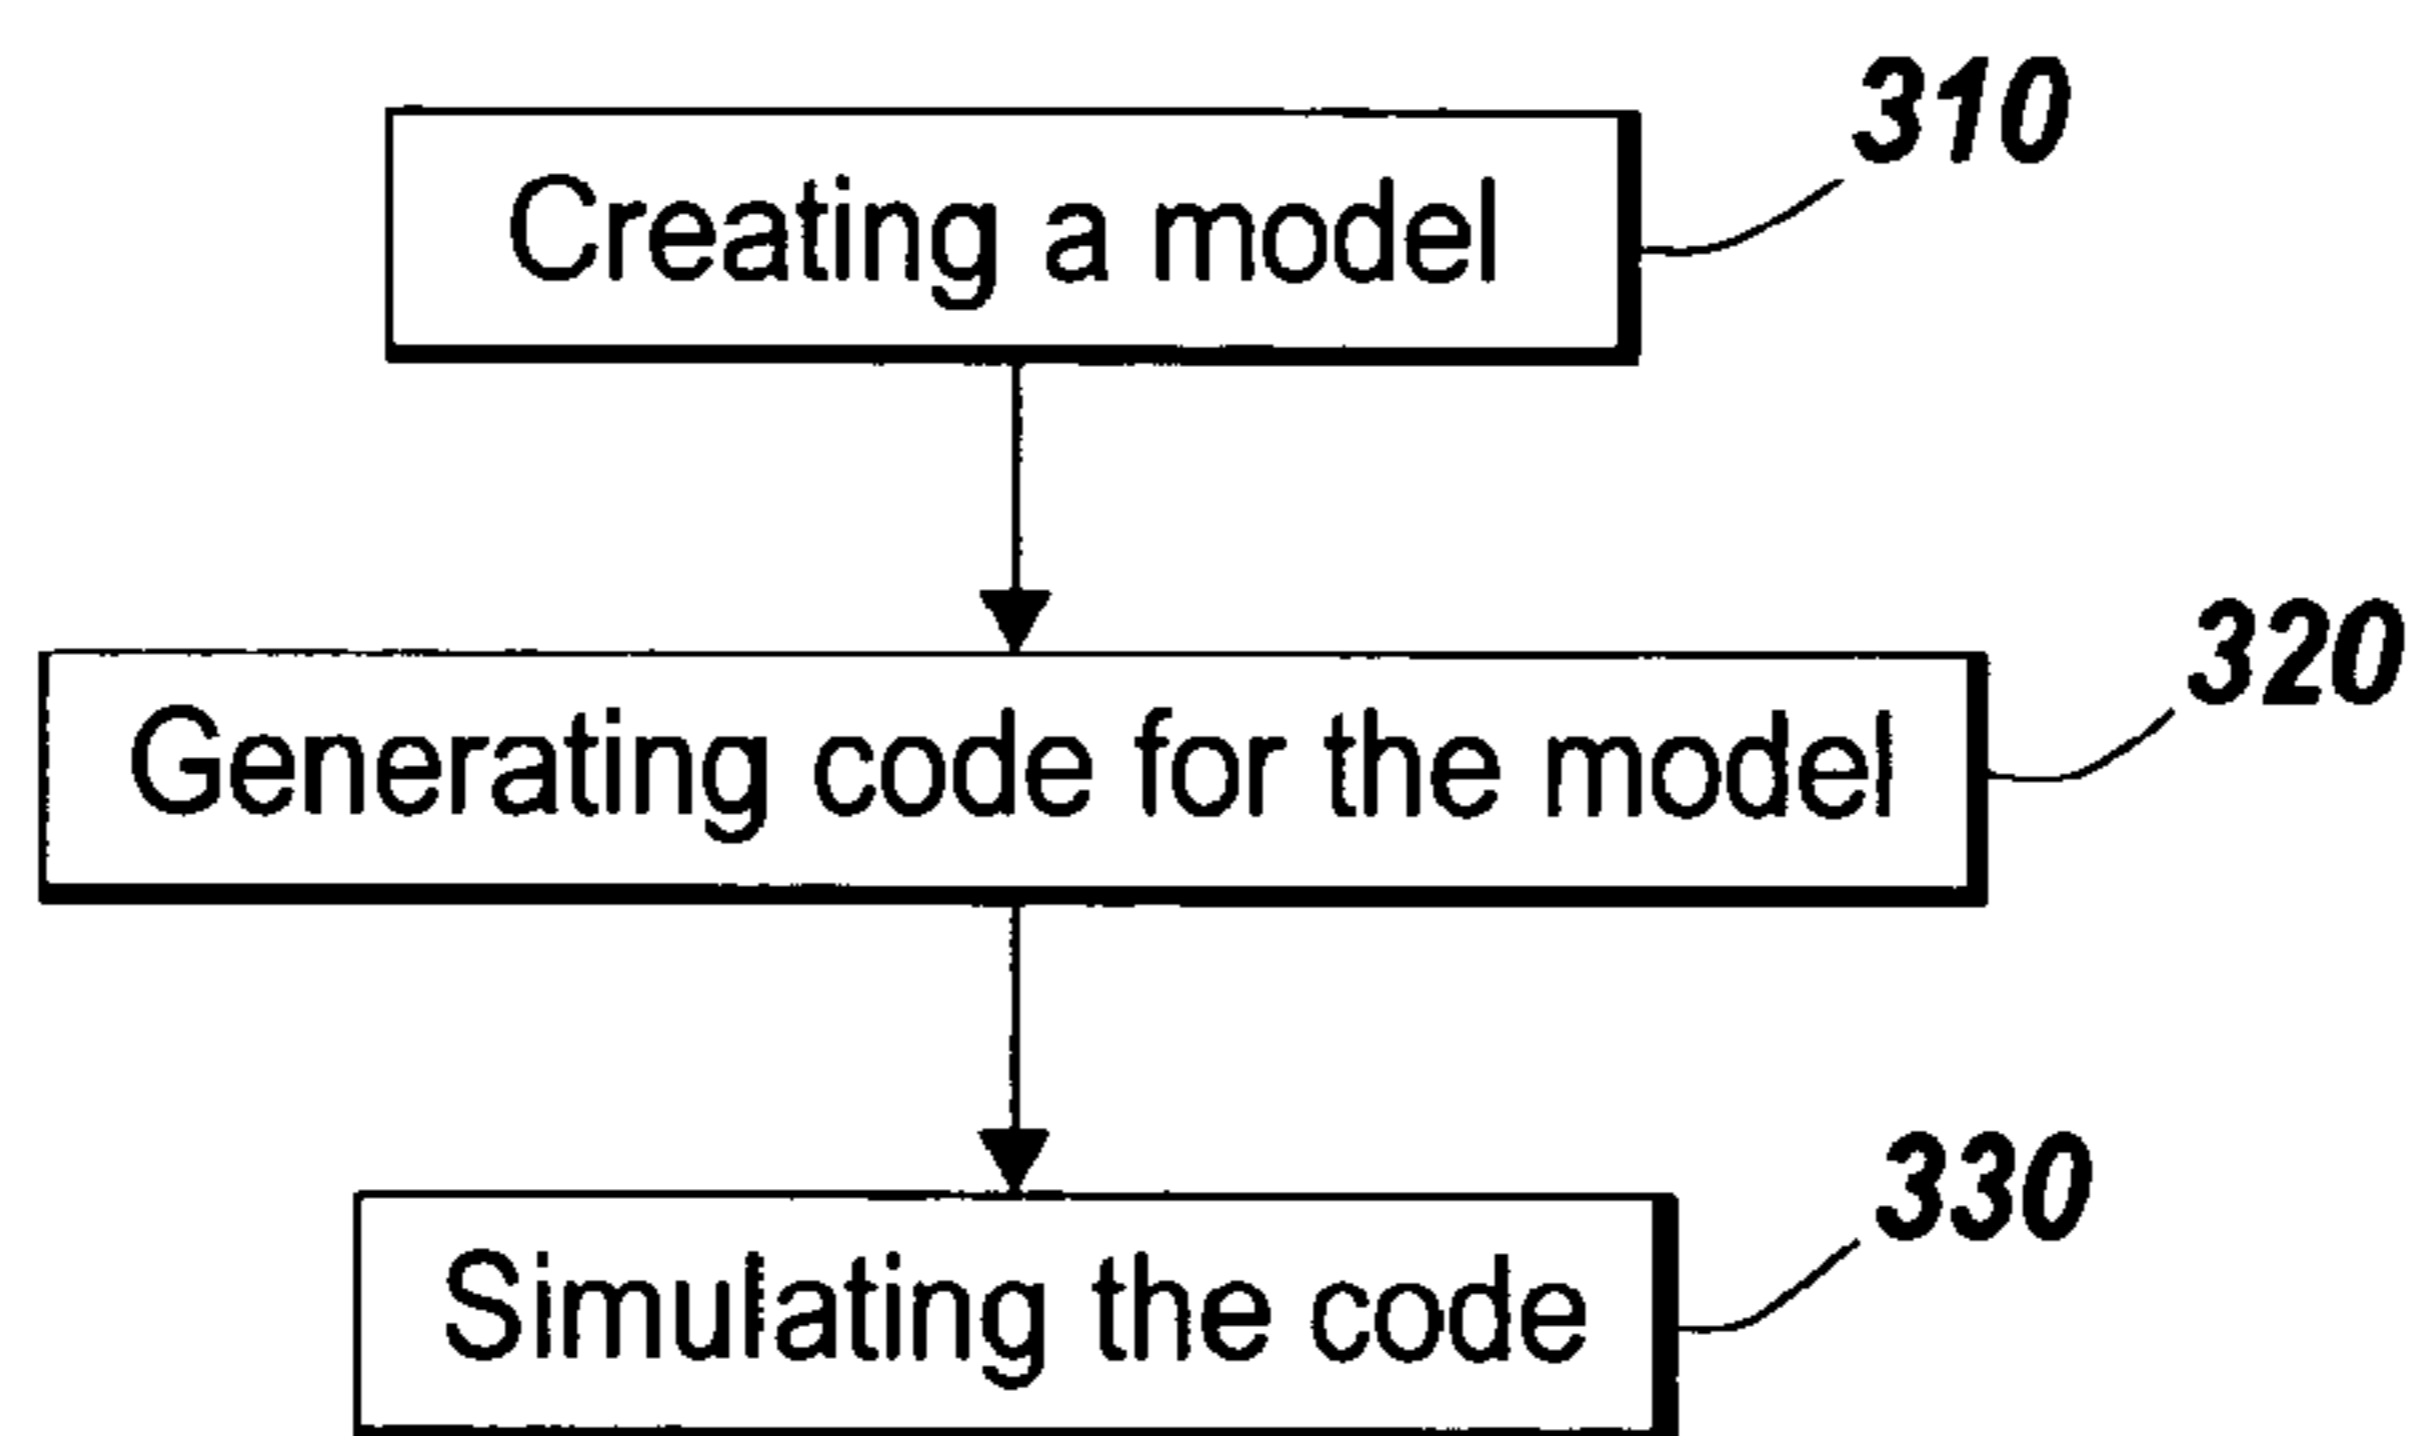 310
Creating a model
320
Generating code for the model
330
Simulating the code